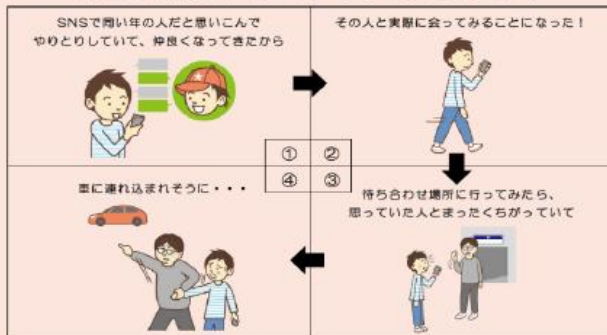 SNSで同い年の人だと思いこんで
やりとりしていて、仲良くなってきたから
その人と実際に会ってみることになった！
①
②
④
③
待ち合わせ場所に行ってみたら、
思っていた人とまったくちがっていて
車に連れ込まれそうに・・・